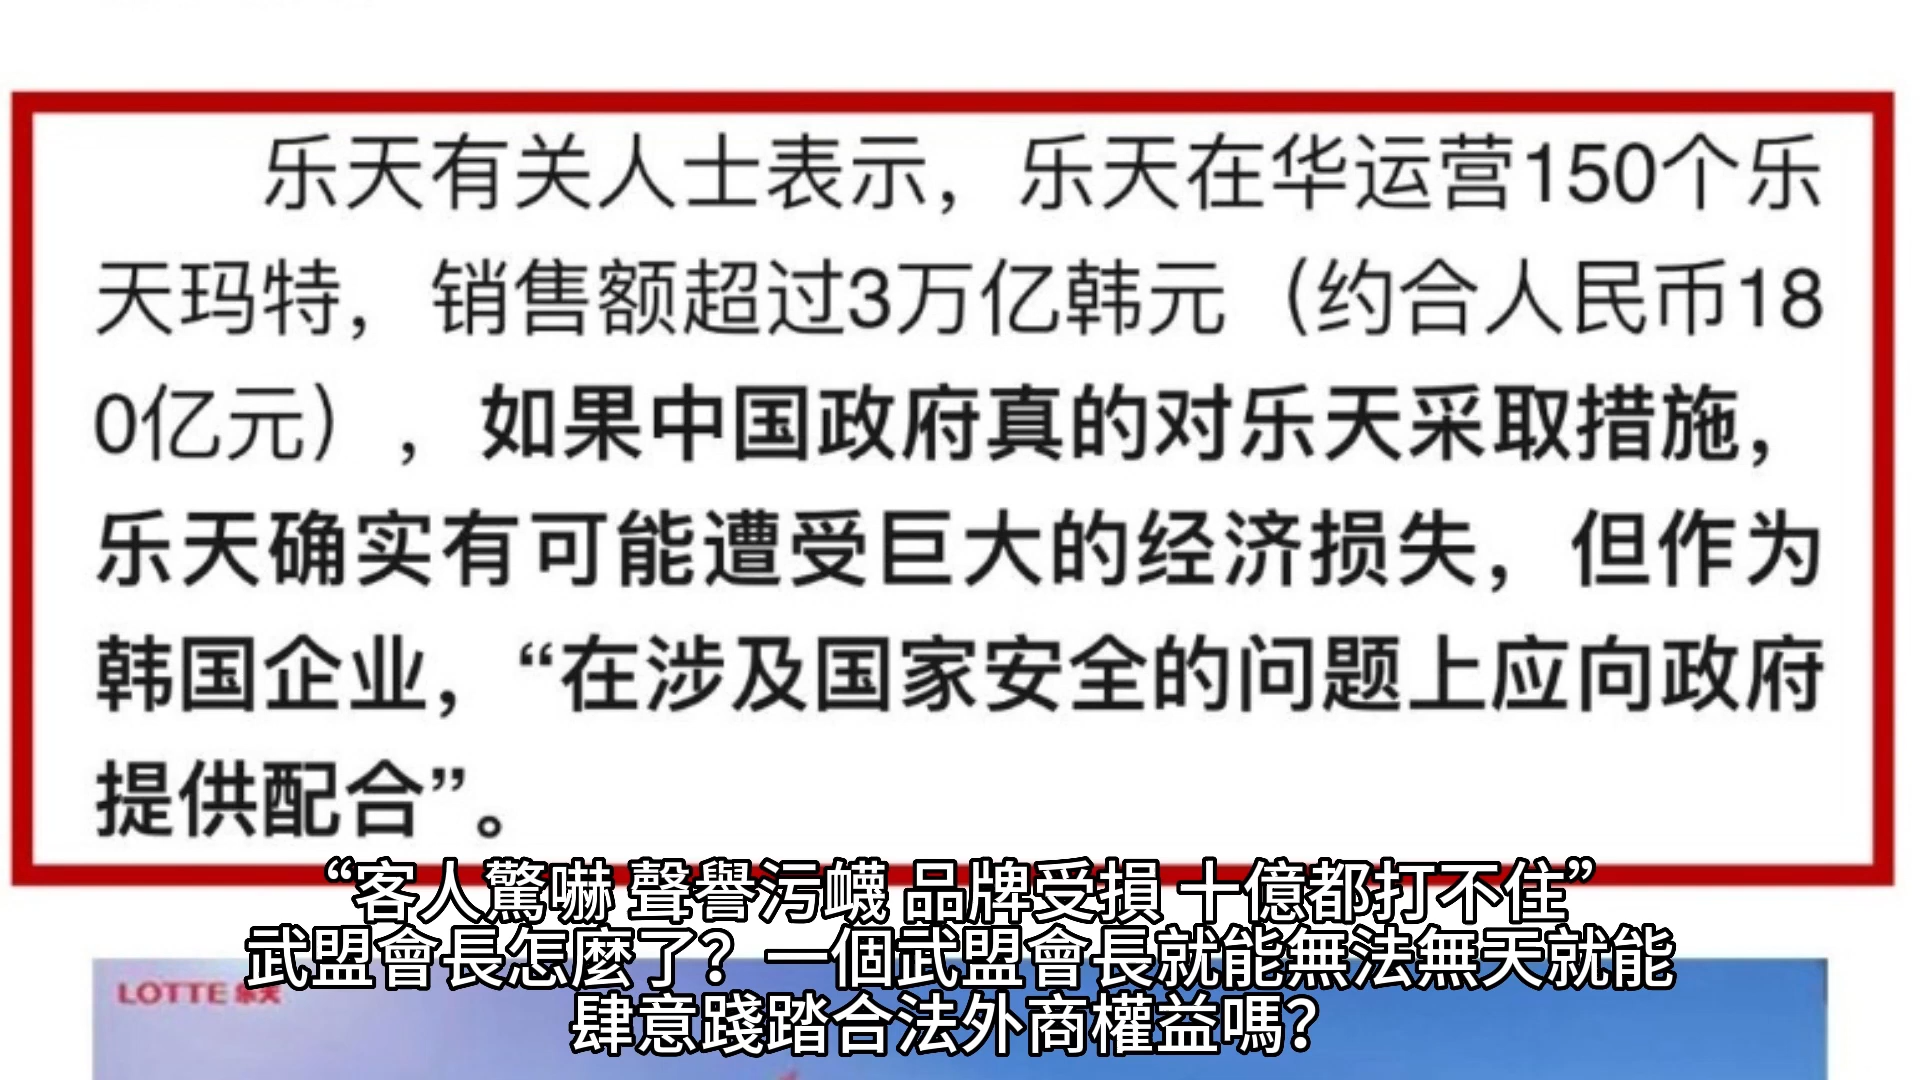 乐天有关人士表示，乐天在华运营150个乐
天玛特，销售额超过3万亿韩元（约合人民币18
0亿元），如果中国政府真的对乐天采取措施，
乐天确实有可能遭受巨大的经济损失，但作为
韩国企业，“在涉及国家安全的问题上应向政府
提供配合”。
“客人驚嚇 聲譽污衊 品牌受損 十億都打不住”
武盟會長怎麼了？一個武盟會長就能無法無天就能
肆意踐踏合法外商權益嗎？
LOTTE 乐天